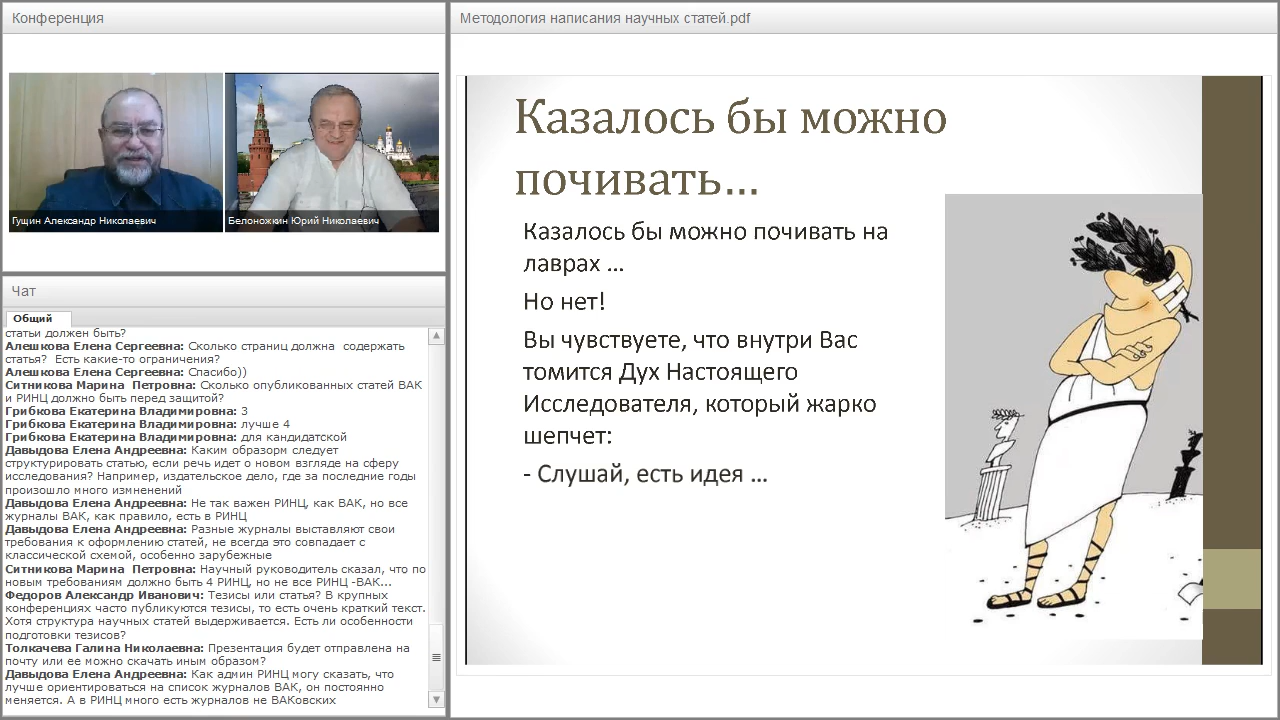 Конференция
Гущин Александр Николаевич
Белоножкин Юрий Николаевич
Чат
Общий
статьи должен быть?
Алешкова Елена Сергеевна: Сколько страниц должна содержать
статья? Есть какие-то ограничения?
Алешкова Елена Сергеевна: Спасибо))
Ситникова Марина Петровна: Сколько опубликованных статей ВАК
и РИНЦ должно быть перед защитой?
Грибкова Екатерина Владимировна: 3
Грибкова Екатерина Владимировна: лучше 4
Грибкова Екатерина Владимировна: для кандидатской
Давыдова Елена Андреевна: Каким образорм следует
структурировать статью, если речь идет о новом взгляде на сферу
исследования? Например, издательское дело, где за последние годы
произошло много измненений
Давыдова Елена Андреевна: Не так важен РИНЦ, как ВАК, но все
журналы ВАК, как правило, есть в РИНЦ
Давыдова Елена Андреевна: Разные журналы выставляют свои
требования к оформлению статей, не всегда это совпадает с
классической схемой, особенно зарубежные
Ситникова Марина Петровна: Научный руководитель сказал, что по
новым требованиям должно быть 4 РИНЦ, но не все РИНЦ -ВАК...
Федоров Александр Иванович: Тезисы или статья? В крупных
конференциях часто публикуются тезисы, то есть очень краткий текст.
Хотя структура научных статей выдерживается. Есть ли особенности
подготовки тезисов?
Толкачева Галина Николаевна: Презентация будет отправлена на
почту или ее можно скачать иным образом?
Давыдова Елена Андреевна: Как админ РИНЦ могу сказать, что
лучше ориентироваться на список журналов ВАК, он постоянно
меняется. А в РИНЦ много есть журналов не ВАКовских
Методология написания научных статей.pdf
Казалось бы можно
почивать...
Казалось бы можно почивать на
лаврах ...
Но нет!
Вы чувствуете, что внутри Вас
томится Дух Настоящего
Исследователя, который жарко
шепчет:
- Слушай, есть идея ...